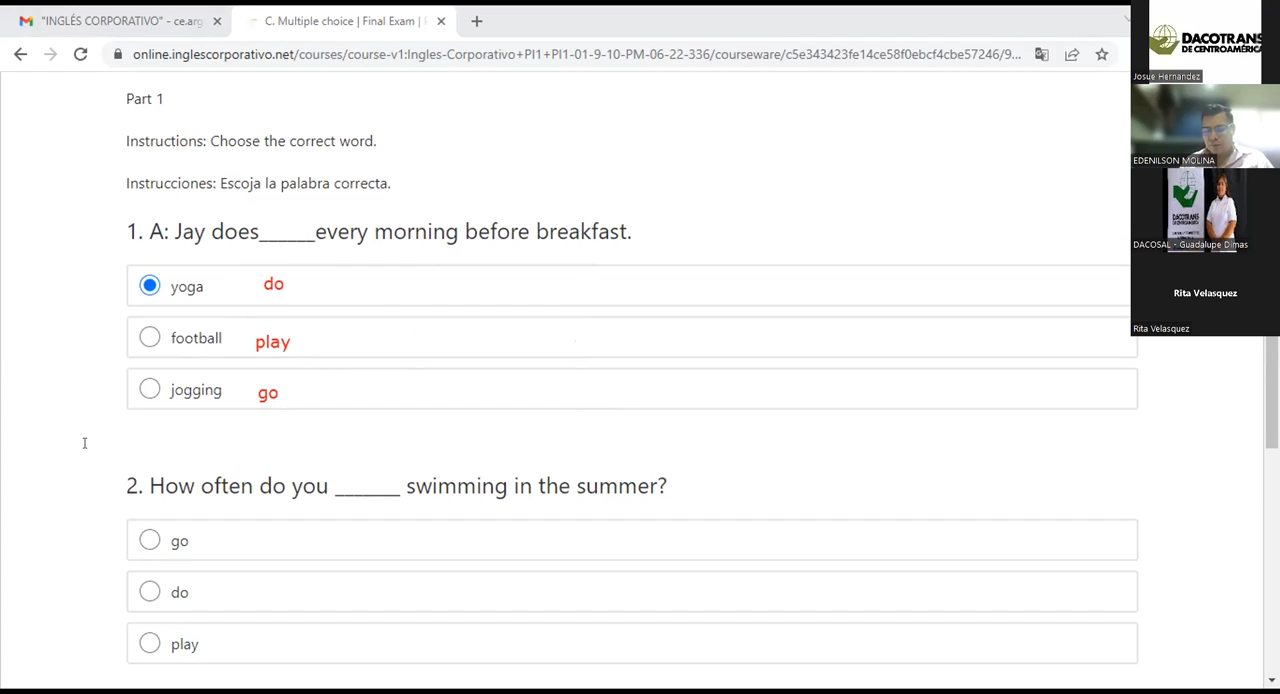 "INGLÉS CORPORATIVO" - ce.arg
C. Multiple choice | Final Exam |
online.inglescorporativo.net/courses/course-v1:Ingles-Corporativo+PI1+PI1-01-9-10-PM-06-22-336/courseware/c5e343423fe14ce58f0ebcf4cbe57246/9...
DACOTRANS
DE CENTROAMÉRICA
Josue Hernandez
EDENILSON MOLINA
DACOTRANS
DACOSAL - Guadalupe Dimas
Rita Velasquez
Rita Velasquez
Part 1
Instructions: Choose the correct word.
Instrucciones: Escoja la palabra correcta.
1. A: Jay does______every morning before breakfast.
yoga do
football play
jogging go
2. How often do you _______ swimming in the summer?
go
do
play